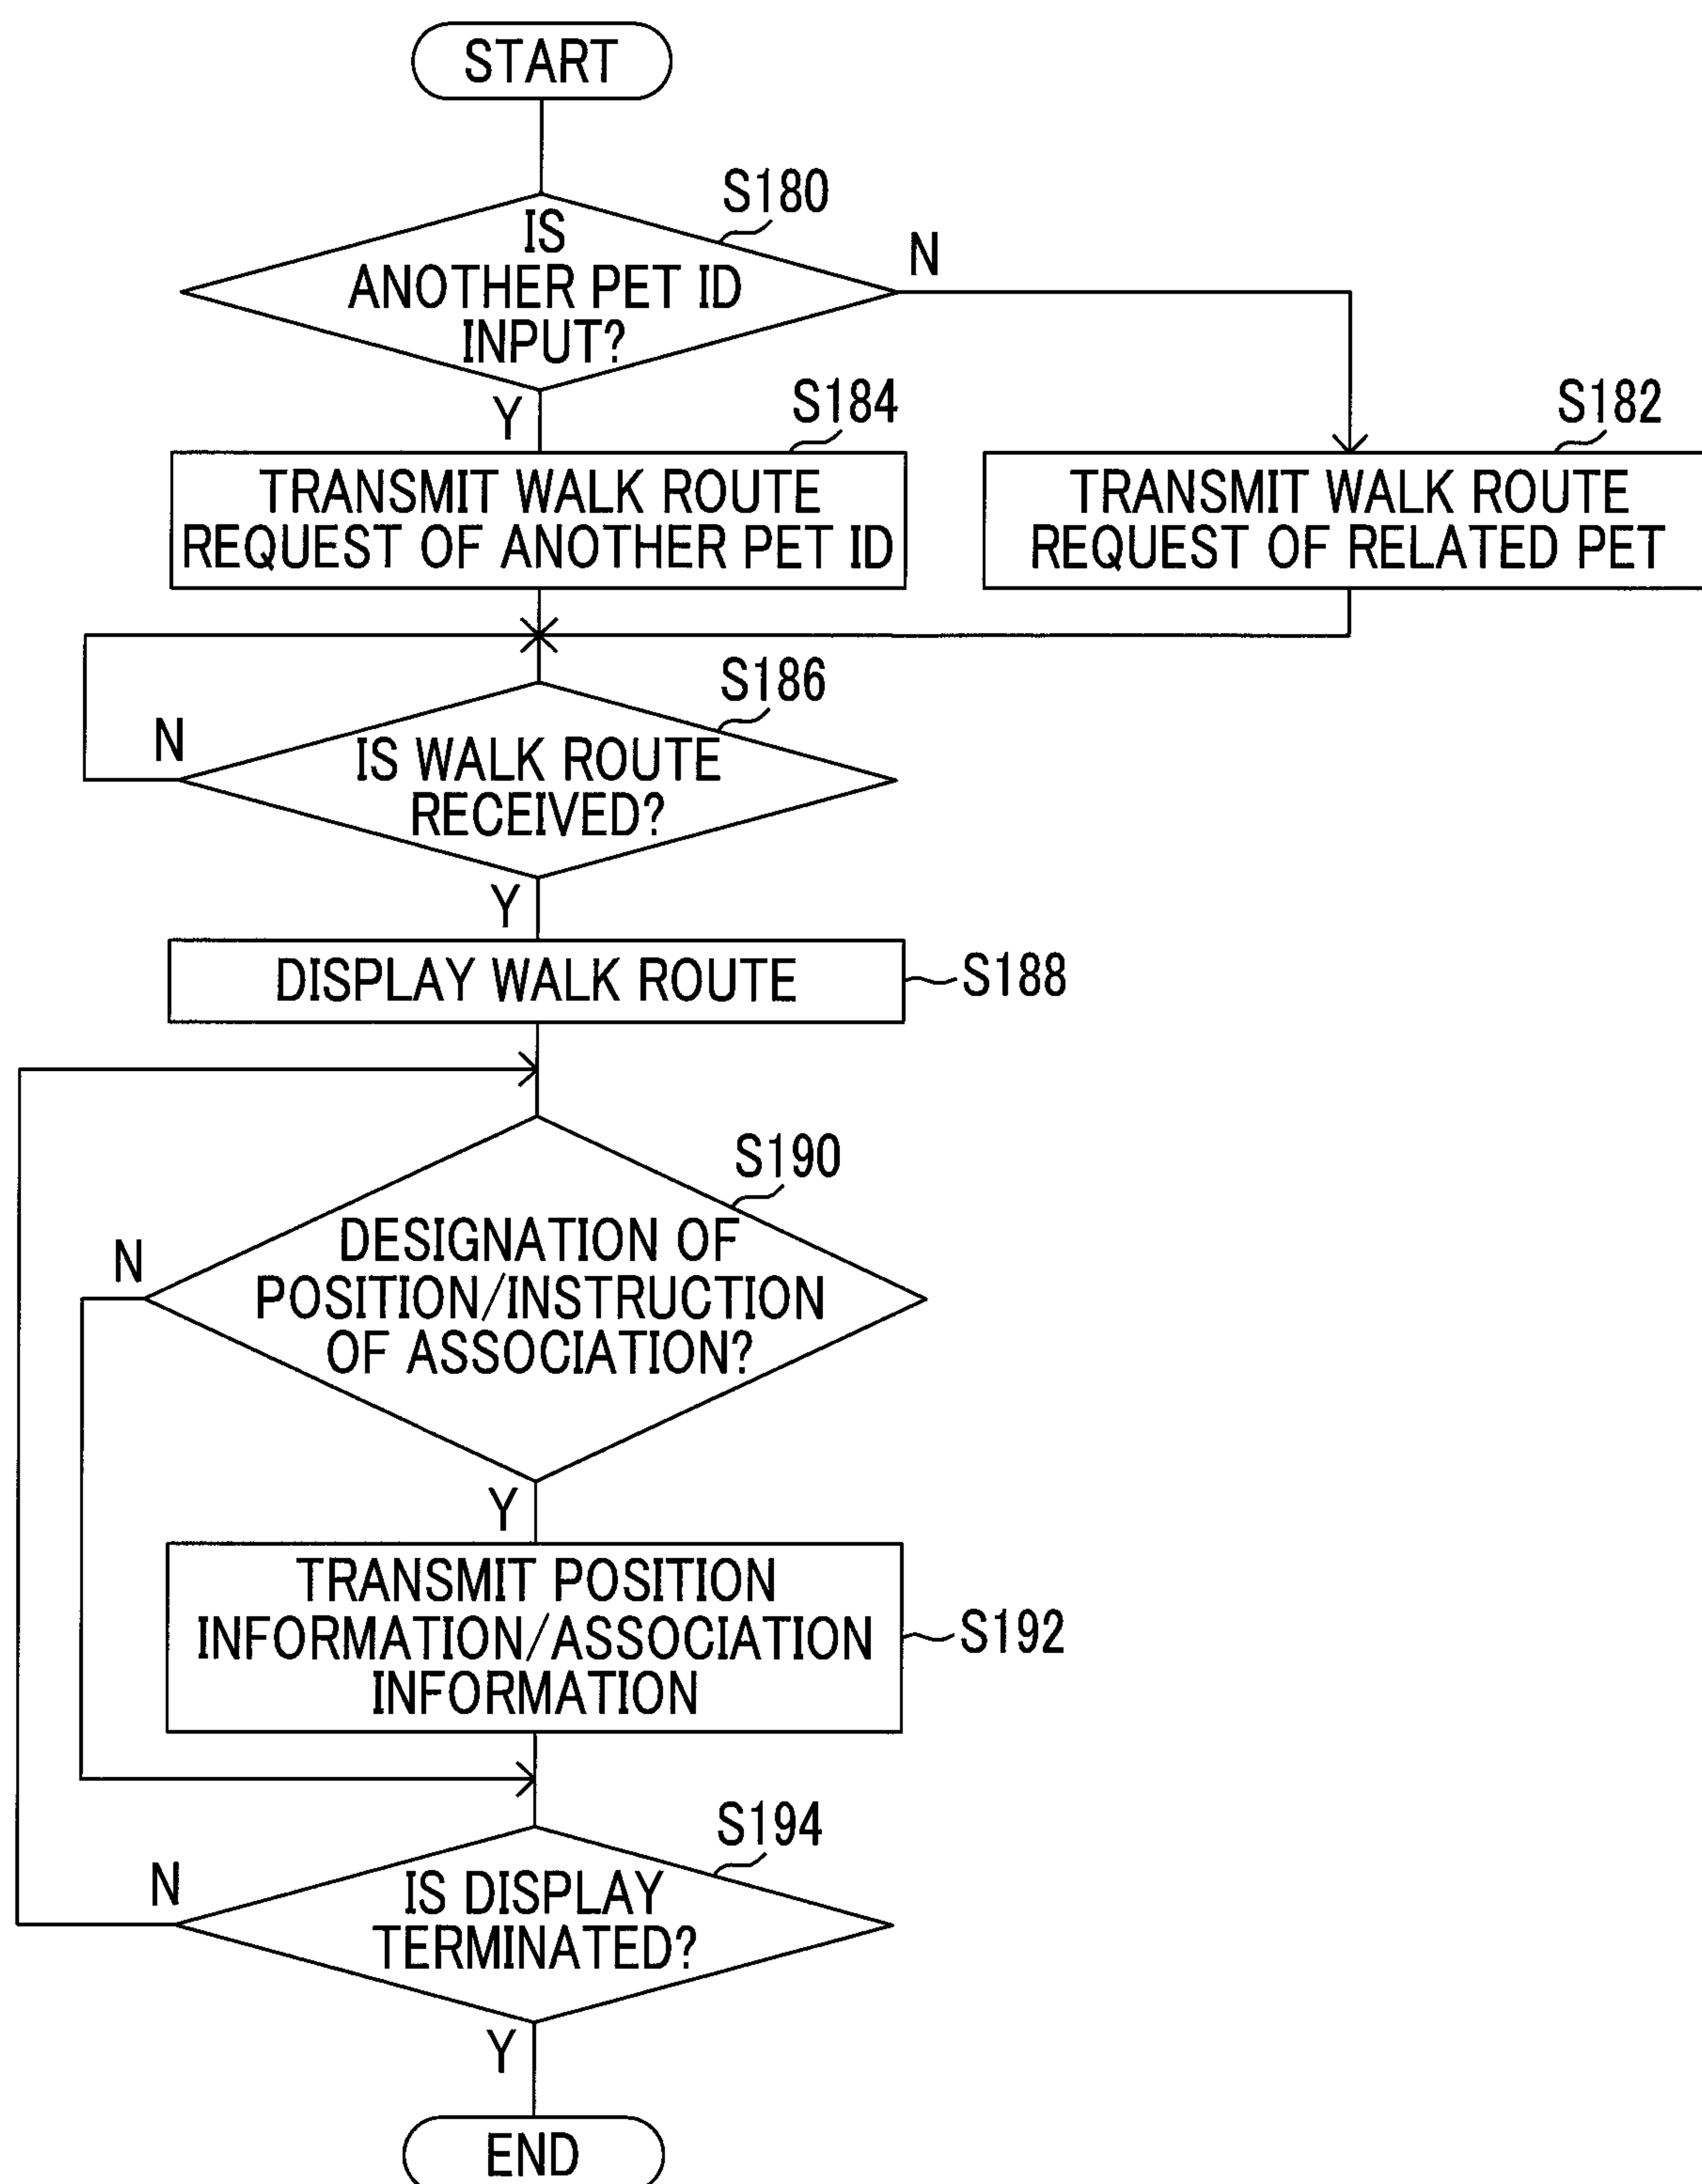 START
S180
IS
ANOTHER PET ID
INPUT?
N
Y
S184
TRANSMIT WALK ROUTE
REQUEST OF ANOTHER PET ID
S182
TRANSMIT WALK ROUTE
REQUEST OF RELATED PET
S186
N
IS WALK ROUTE
RECEIVED?
Y
DISPLAY WALK ROUTE
S188
S190
N
DESIGNATION OF
POSITION/INSTRUCTION
OF ASSOCIATION?
Y
TRANSMIT POSITION
INFORMATION/ASSOCIATION
INFORMATION
S192
S194
N
IS DISPLAY
TERMINATED?
Y
END